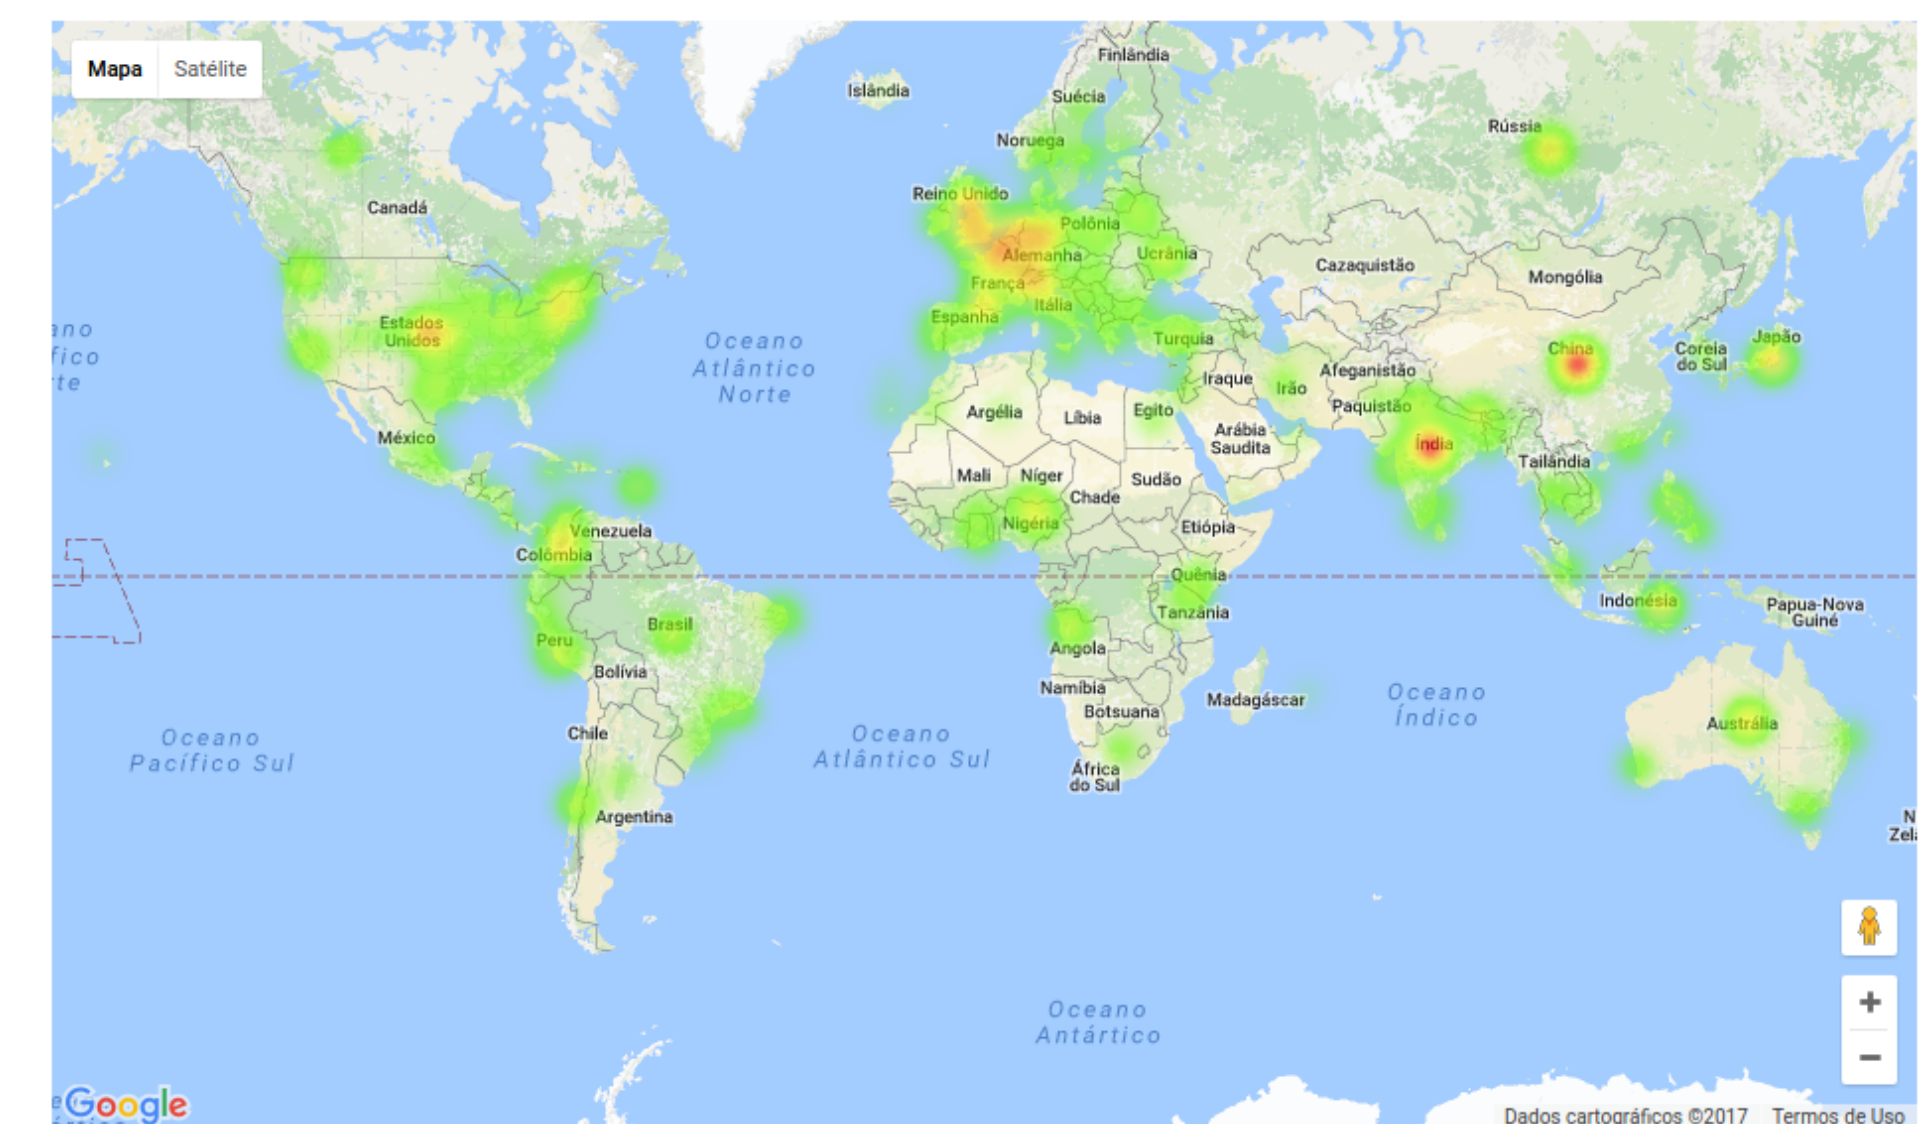 Mapa
Satélite
Finlândia
Islândia
Suécia
Rússia
Noruega
Reino Unido
Canadá
Polônia
Ucrânia
Alemanha
Cazaquistão
Mongólia
França
Itália
Espanha
Estados
Unidos
Oceano
Atlântico
Norte
Turquia
China
Coreia
do Sul
Japão
Iraque
Irão
Afeganistão
Paquistão
Argélia
Líbia
Egito
Arábia
Saudita
México
Índia
Tailândia
Mali
Níger
Sudão
Chade
Nigéria
Etiópia
Venezuela
Colômbia
Quênia
Indonésia
Papua-Nova
Guiné
Tanzânia
Brasil
Peru
Angola
Bolívia
Namíbia
Botsuana
Madagáscar
Oceano
Índico
Austrália
Chile
Oceano
Pacífico Sul
Oceano
Atlântico Sul
África
do Sul
Argentina
N
Zel
Oceano
Antártico
Google
Dados cartográficos ©2017
Termos de Uso